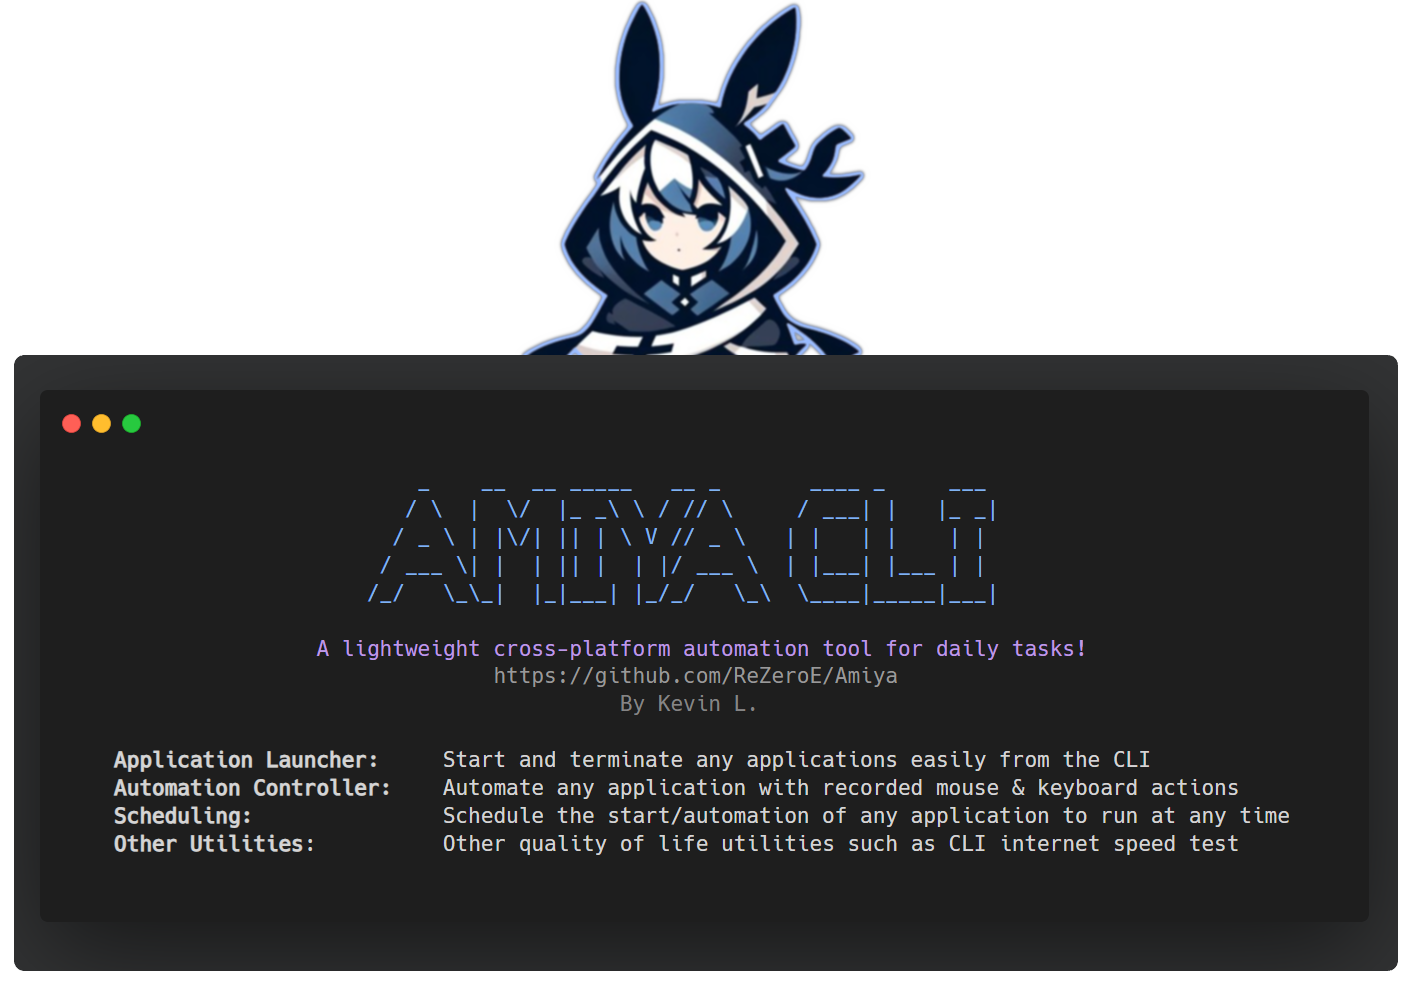 AMIYA CLI
A lightweight cross-platform automation tool for daily tasks!
https://github.com/ReZeroE/Amiya
By Kevin L.
Application Launcher: Start and terminate any applications easily from the CLI
Automation Controller: Automate any application with recorded mouse & keyboard actions
Scheduling: Schedule the start/automation of any application to run at any time
Other Utilities: Other quality of life utilities such as CLI internet speed test